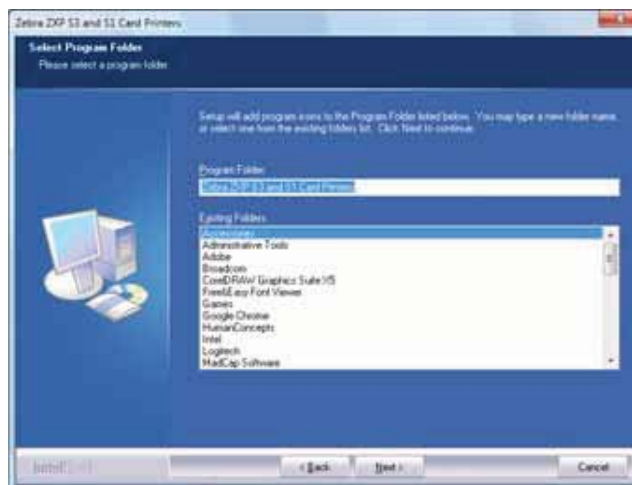 Zebra ZXP S3 and S1 Card Printers
Select Program Folder
Please select a program folder.
Setup will add program icons to the Program Folder listed below. You may type a new folder name,
or select one from the existing folders list. Click Next to continue.
Program Folder:
Zebra ZXP S3 and S1 Card Printers
Existing Folders:
Accessories
Administrative Tools
Adobe
Broadcom
CorelDRAW Graphics Suite X5
Free&Easy Font Viewer
Games
Google Chrome
HumanConcepts
Intel
Logitech
MadCap Software
< Back
Next >
Cancel